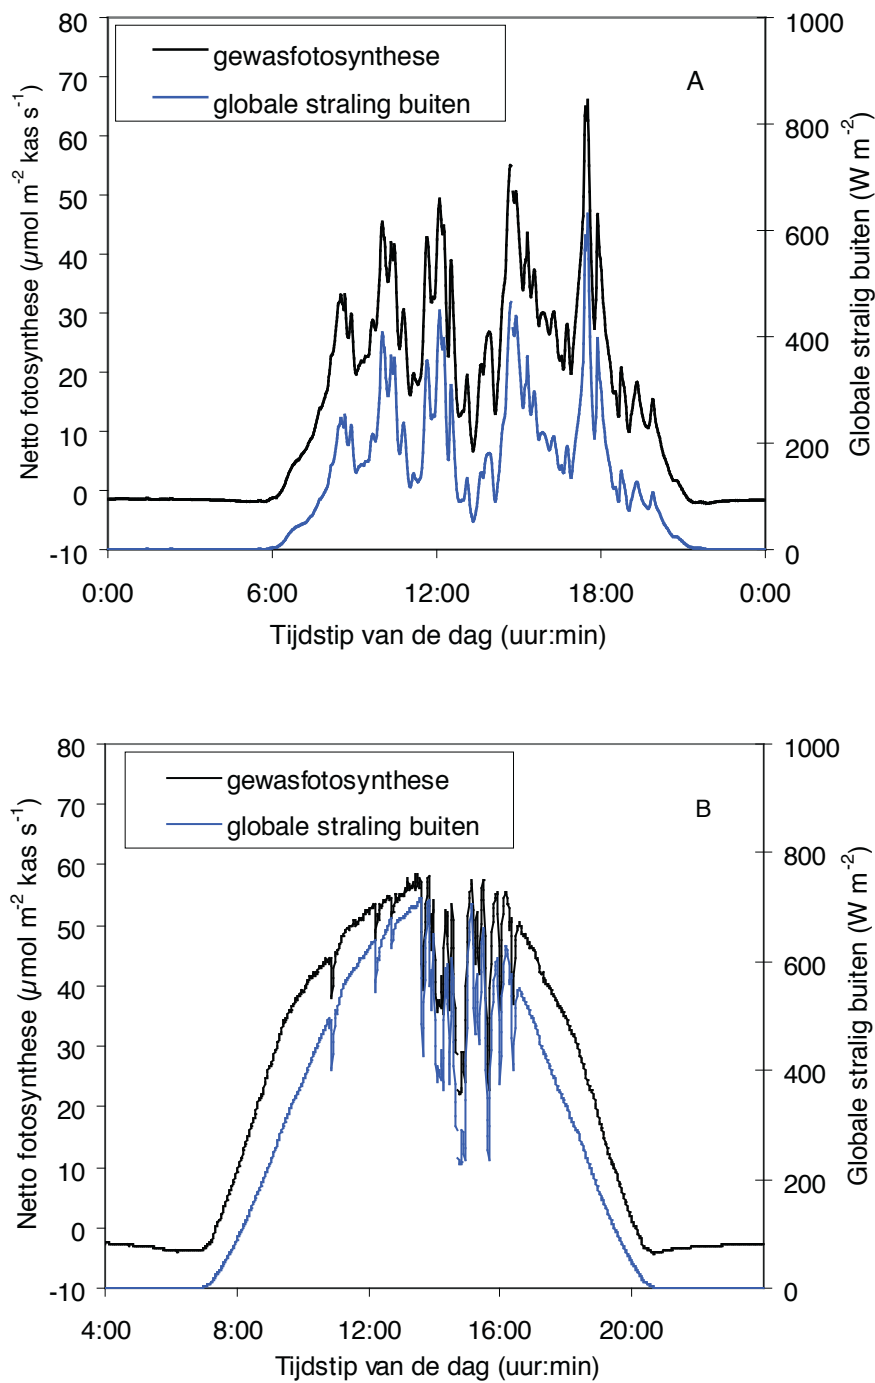 80
70
60
50
40
30
20
10
0
-10
Netto fotosynthese (µmol m⁻² kas s⁻¹)
gewasfotosynthese
globale straling buiten
A
1000
800
600
400
200
0
Globale stralig buiten (W m⁻²)
0:00 6:00 12:00 18:00 0:00
Tijdstip van de dag (uur:min)
80
70
60
50
40
30
20
10
0
-10
Netto fotosynthese (µmol m⁻² kas s⁻¹)
gewasfotosynthese
globale straling buiten
B
1000
800
600
400
200
0
Globale stralig buiten (W m⁻²)
4:00 8:00 12:00 16:00 20:00
Tijdstip van de dag (uur:min)